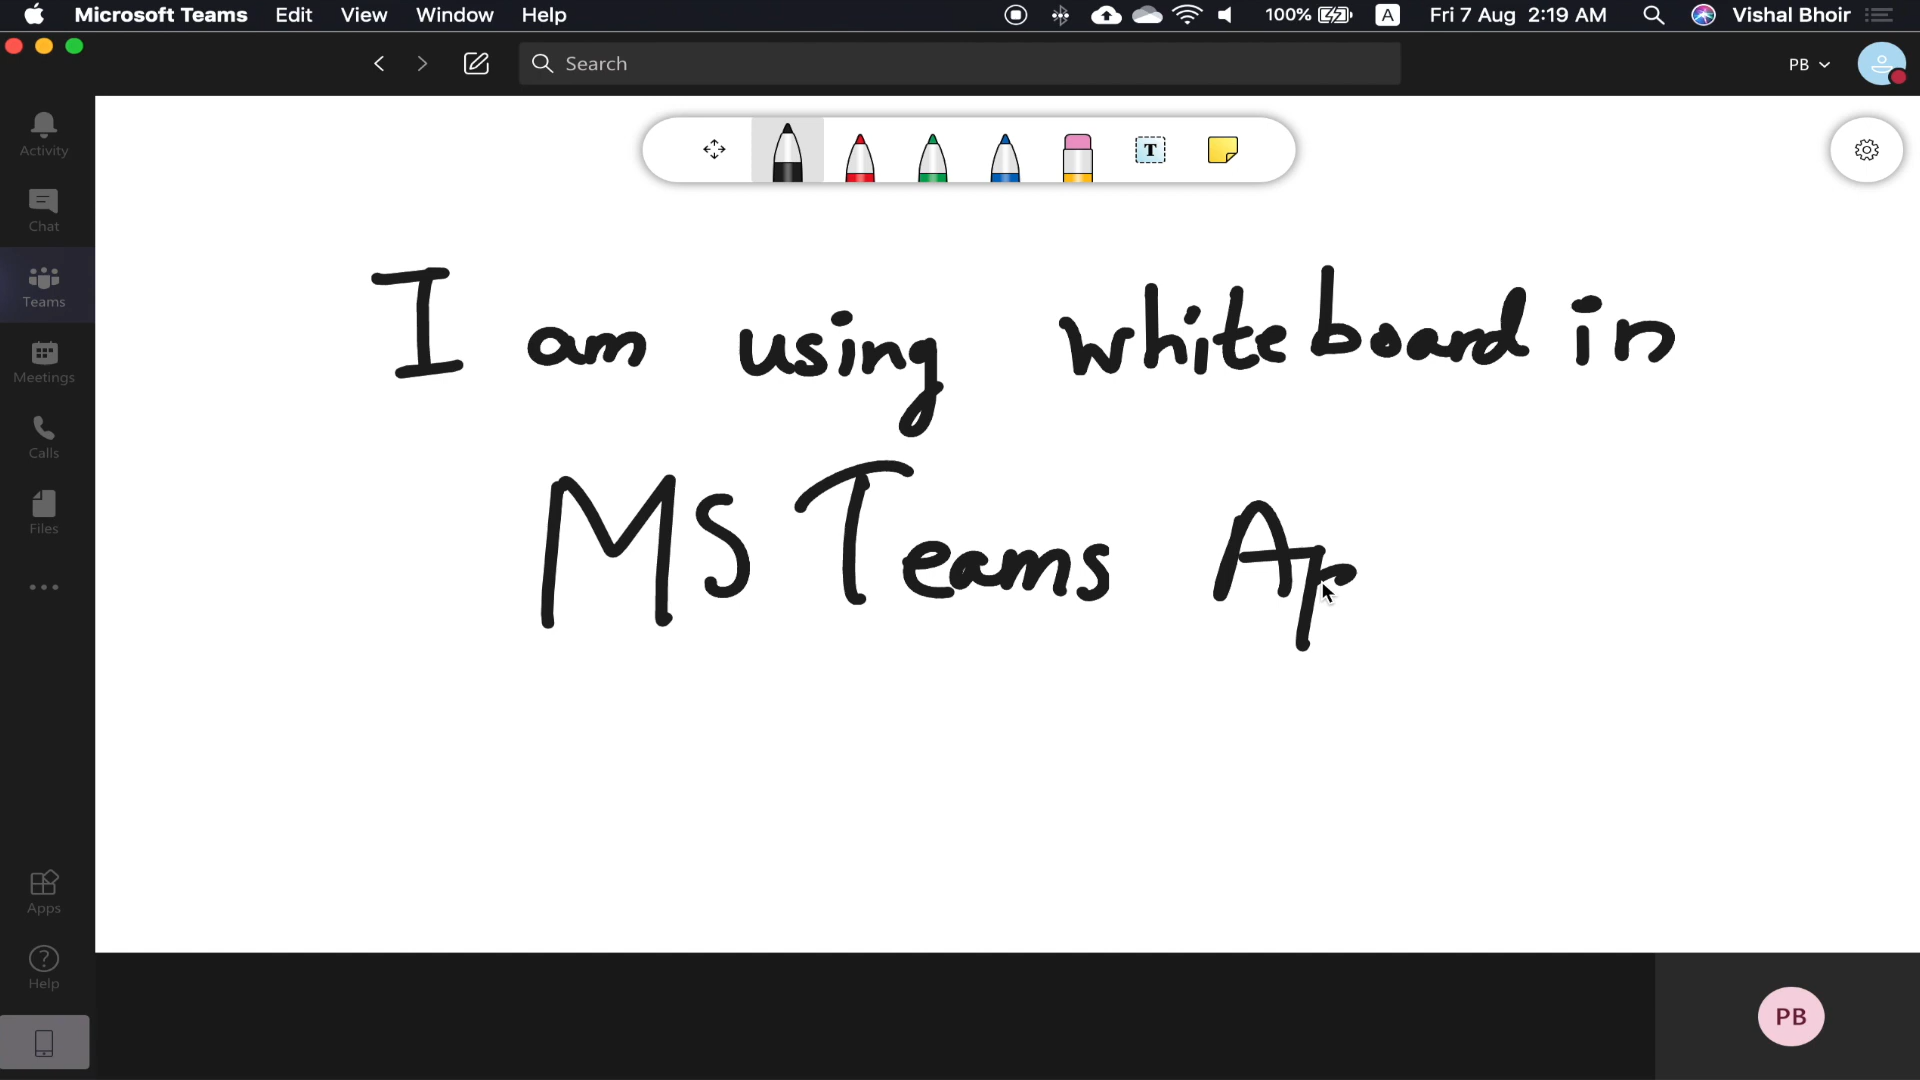 Microsoft Teams Edit View Window Help 100% A Fri 7 Aug 2:19 AM Vishal Bhoir
Search PB
Activity
Chat
Teams
Meetings
Calls
Files
Apps
Help
T
I am using whiteboard in
MS Teams Ap
PB